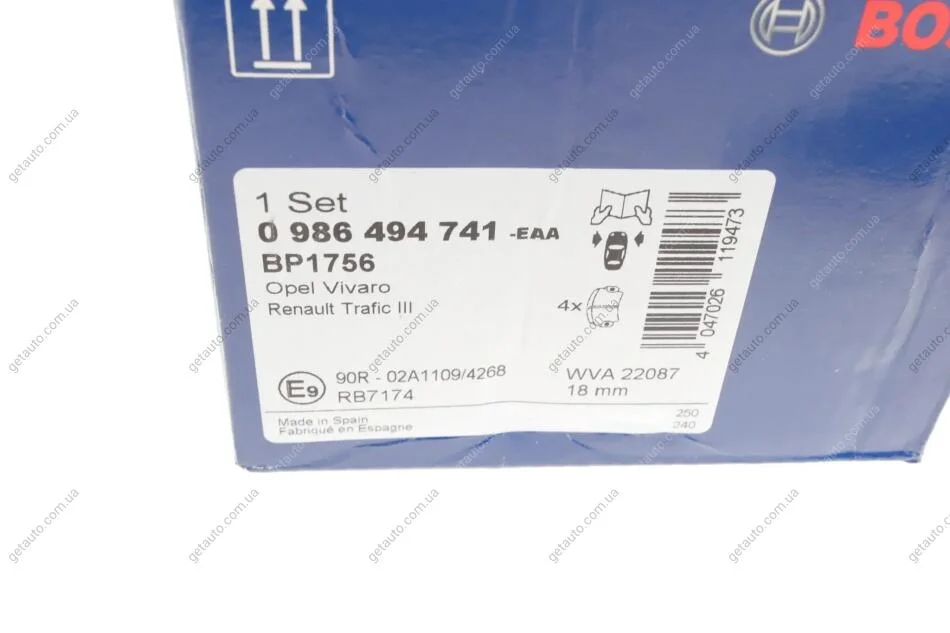 BO
1 Set
0 986 494 741 -EAA
BP1756
Opel Vivaro
Renault Trafic III
4x
4 047026 119473
E9
90R - 02A1109/4268
RB7174
WVA 22087
18 mm
Made in Spain
Fabriqué en Espagne
250
240
getauto.com.ua